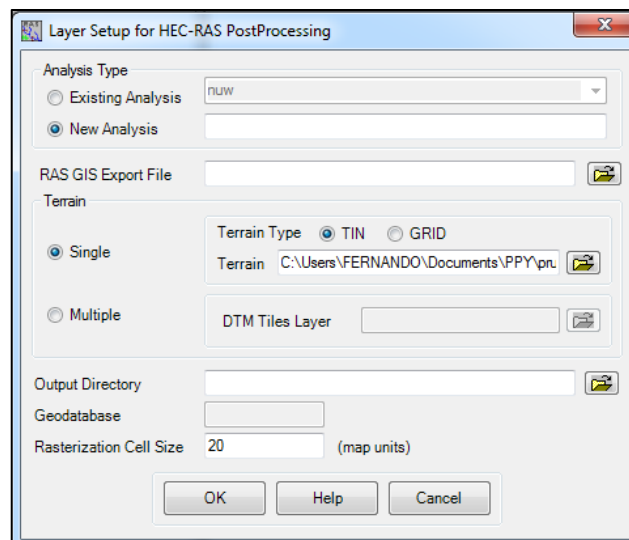 Layer Setup for HEC-RAS PostProcessing
Analysis Type
Existing Analysis
nuw
New Analysis
RAS GIS Export File
Terrain
Single
Terrain Type TIN GRID
Terrain C:\Users\FERNANDO\Documents\PPY\pru
Multiple
DTM Tiles Layer
Output Directory
Geodatabase
Rasterization Cell Size 20 (map units)
OK Help Cancel